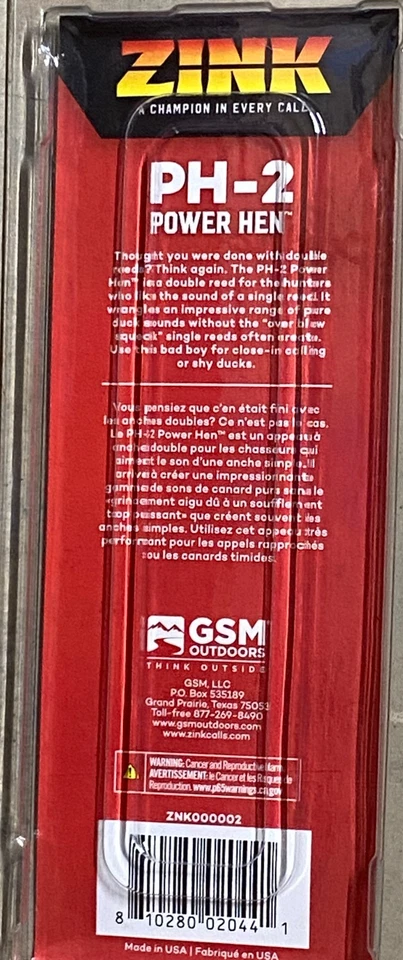 ZINK
A CHAMPION IN EVERY CALL
PH-2
POWER HEN™
Thought you were done with double
reeds? Think again. The PH-2 Power
Hen™ is a double reed for the hunters
who like the sound of a single reed. It
wrangles an impressive range of pure
duck sounds without the "over blow
squeak" single reeds often create.
Use this bad boy for close-in calling
or shy ducks.
Vous pensiez que c'en était fini avec
les anches doubles? Ce n'est pas le cas.
Le PH-2 Power Hen™ est un appeau à
anche double pour les chasseurs qui
aiment le son d'une anche simple. Il
arrive à créer une impressionnante
gamme de sons de canard purs sans le
«grincement aigu dû à un soufflement
trop puissant» que créent souvent les
anches simples. Utilisez cet appeau très
performant pour les appels rapprochés
ou les canards timides.
GSM
OUTDOORS
THINK OUTSIDE
GSM, LLC
P.O. Box 535189
Grand Prairie, Texas 75053
Toll-free 877-269-8490
www.gsmoutdoors.com
www.zinkcalls.com
WARNING: Cancer and Reproductive Harm
AVERTISSEMENT: le Cancer et les Risques de
Reproduction. www.p65warnings.ca.gov
ZNK000002
8 10280 02044 1
Made in USA | Fabriqué en USA